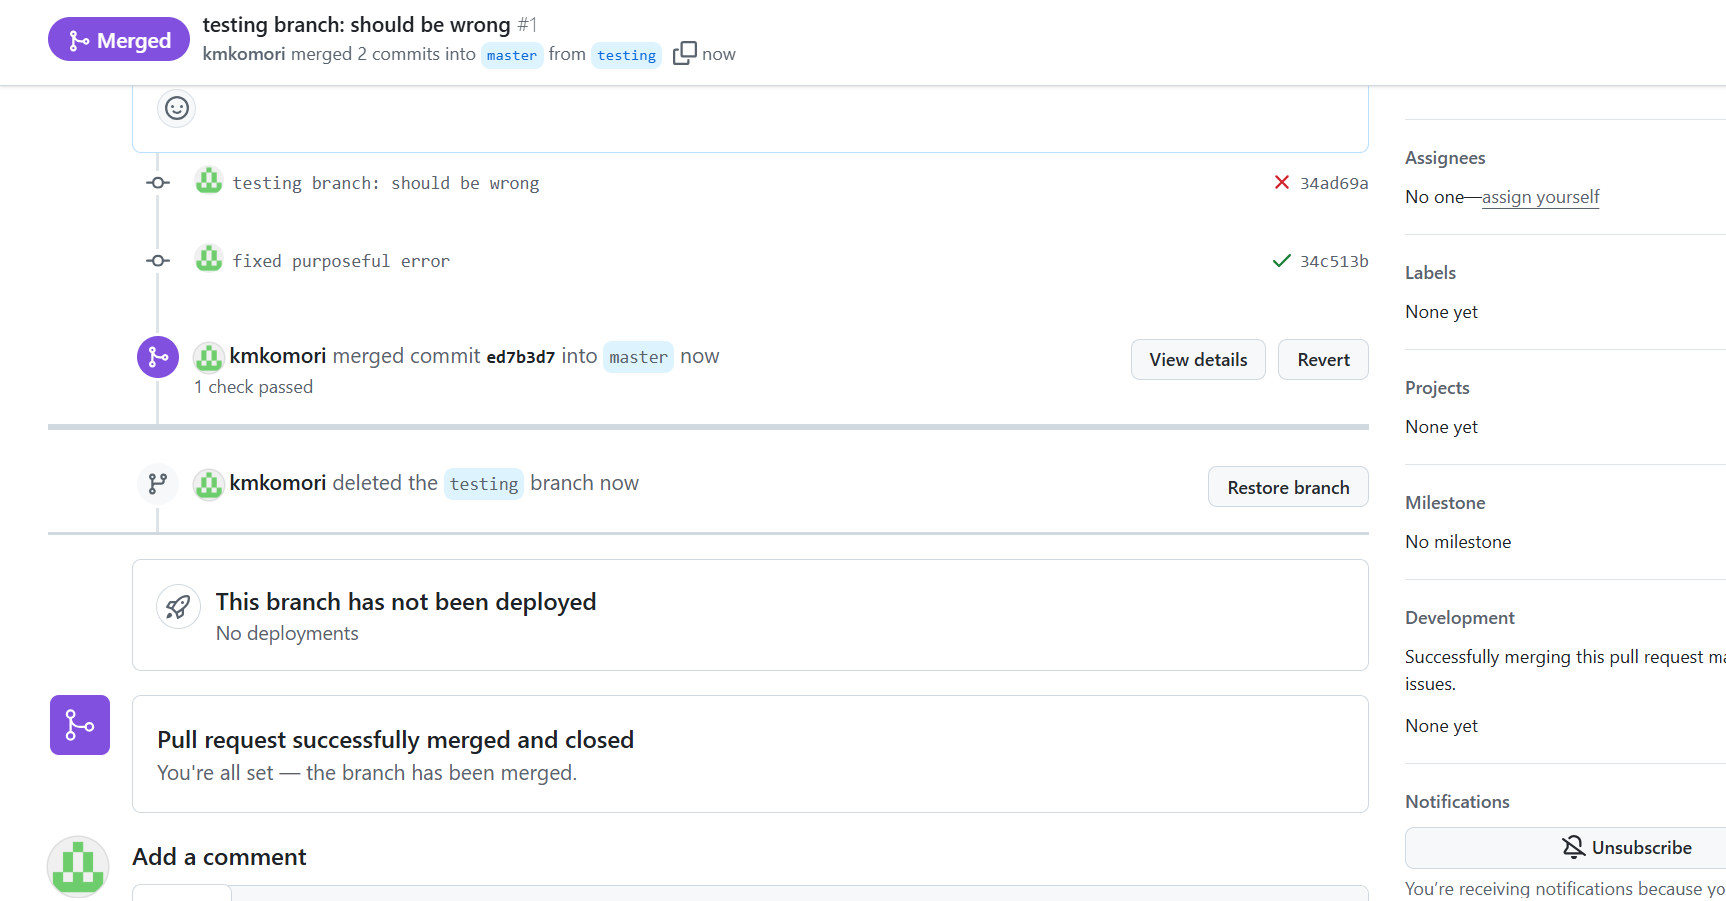 Merged
testing branch: should be wrong #1
kmkomori merged 2 commits into master from testing now
testing branch: should be wrong 34ad69a
fixed purposeful error 34c513b
kmkomori merged commit ed7b3d7 into master now
View details
Revert
1 check passed
kmkomori deleted the testing branch now
Restore branch
This branch has not been deployed
No deployments
Pull request successfully merged and closed
You're all set — the branch has been merged.
Add a comment
Assignees
No one—assign yourself
Labels
None yet
Projects
None yet
Milestone
No milestone
Development
Successfully merging this pull request ma
issues.
None yet
Notifications
Unsubscribe
You’re receiving notifications because yo